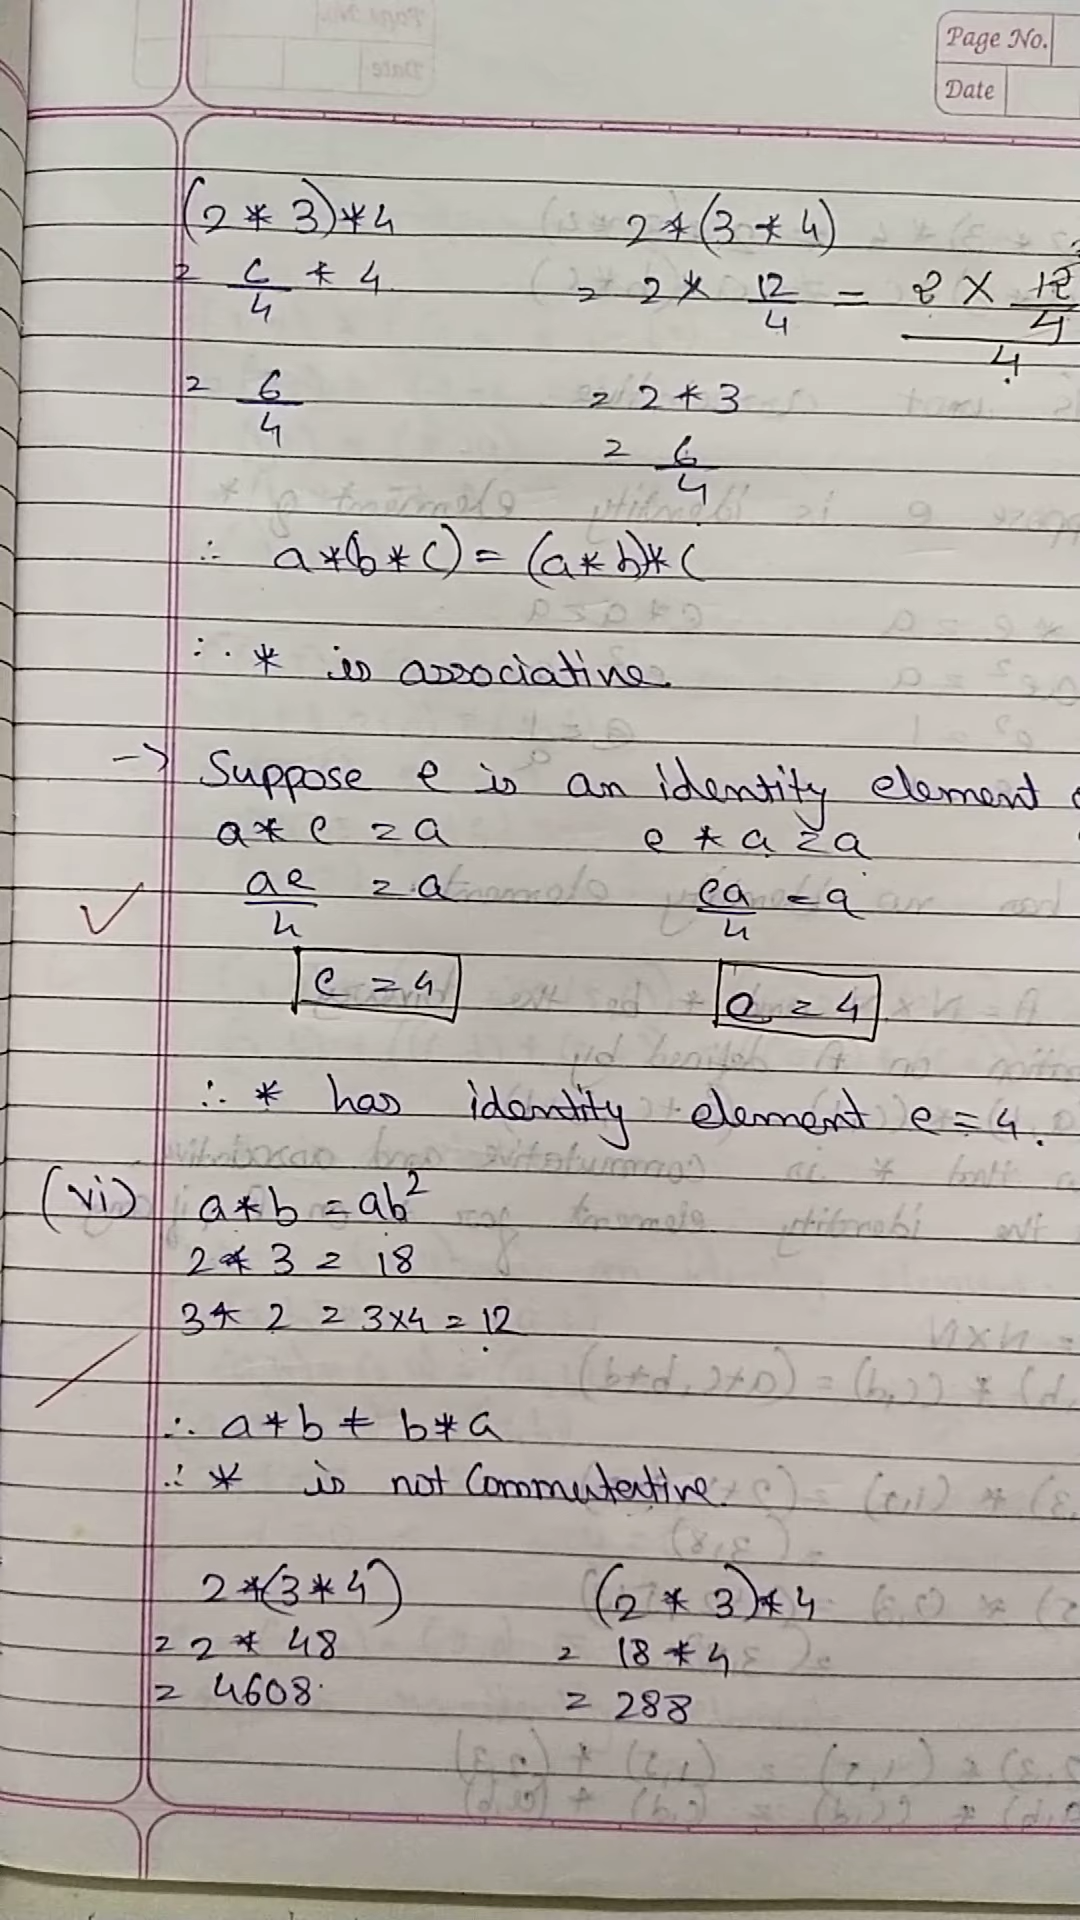 Page No.
Date
(2 * 3) * 4 2 * (3 * 4)
= 6/4 * 4 = 2 * 12/4 = (2 × 12/4)/4
= 6/4 = 2 * 3
= 6/4
∴ a * (b * c) = (a * b) * c
∴ * is associative.
→ Suppose e is an identity element
a * e = a e * a = a
ae/4 = a ea/4 = a
e = 4 e = 4
∴ * has identity element e = 4.
(vi) a * b = ab²
2 * 3 = 18
3 * 2 = 3×4 = 12
∴ a * b ≠ b * a
∴ * is not Commutative.
2 * (3 * 4) (2 * 3) * 4
= 2 * 48 = 18 * 4
= 4608 = 288